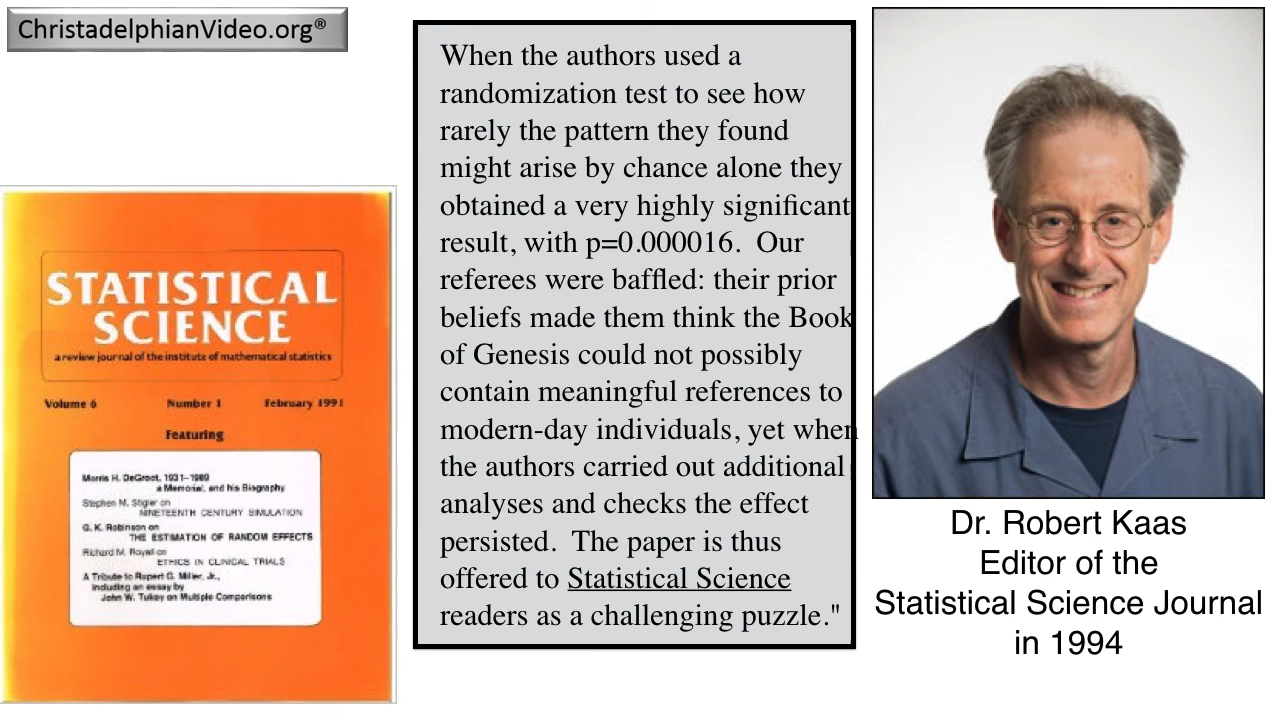 ChristadelphianVideo.org®
STATISTICAL
SCIENCE
a review journal of the institute of mathematical statistics
Volume 6 Number 1 February 1991
Featuring
Morris H. DeGroot, 1931–1989
a Memorial, and his Biography
Stephen M. Stigler on
NINETEENTH CENTURY SIMULATION
G. K. Robinson on
THE ESTIMATION OF RANDOM EFFECTS
Richard M. Royall on
ETHICS IN CLINICAL TRIALS
A Tribute to Rupert G. Miller, Jr.,
including an essay by
John W. Tukey on Multiple Comparisons
When the authors used a
randomization test to see how
rarely the pattern they found
might arise by chance alone they
obtained a very highly significant
result, with p=0.000016. Our
referees were baffled: their prior
beliefs made them think the Book
of Genesis could not possibly
contain meaningful references to
modern-day individuals, yet when
the authors carried out additional
analyses and checks the effect
persisted. The paper is thus
offered to Statistical Science
readers as a challenging puzzle."
Dr. Robert Kaas
Editor of the
Statistical Science Journal
in 1994